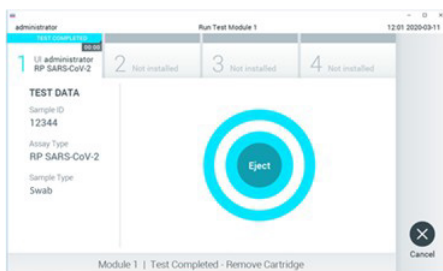 administrator Run Test Module 1 12:01 2020-03-11
TEST COMPLETED
00:00
1 UI administrator
RP SARS-CoV-2
2 Not installed
3 Not installed
4 Not installed
TEST DATA
Sample ID
12344
Assay Type
RP SARS-CoV-2
Sample Type
Swab
Eject
Cancel
Module 1 | Test Completed - Remove Cartridge